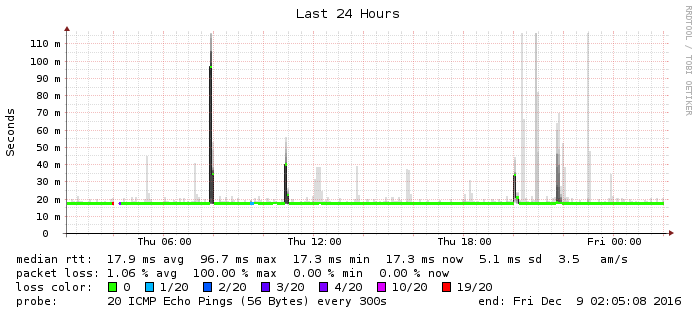 Last 24 Hours
RRDTOOL / TOBI OETIKER
Seconds
110 m
100 m
90 m
80 m
70 m
60 m
50 m
40 m
30 m
20 m
10 m
0
Thu 06:00 Thu 12:00 Thu 18:00 Fri 00:00
median rtt: 17.9 ms avg 96.7 ms max 17.3 ms min 17.3 ms now 5.1 ms sd 3.5 am/s
packet loss: 1.06 % avg 100.00 % max 0.00 % min 0.00 % now
loss color: 0 1/20 2/20 3/20 4/20 10/20 19/20
probe: 20 ICMP Echo Pings (56 Bytes) every 300s end: Fri Dec 9 02:05:08 2016